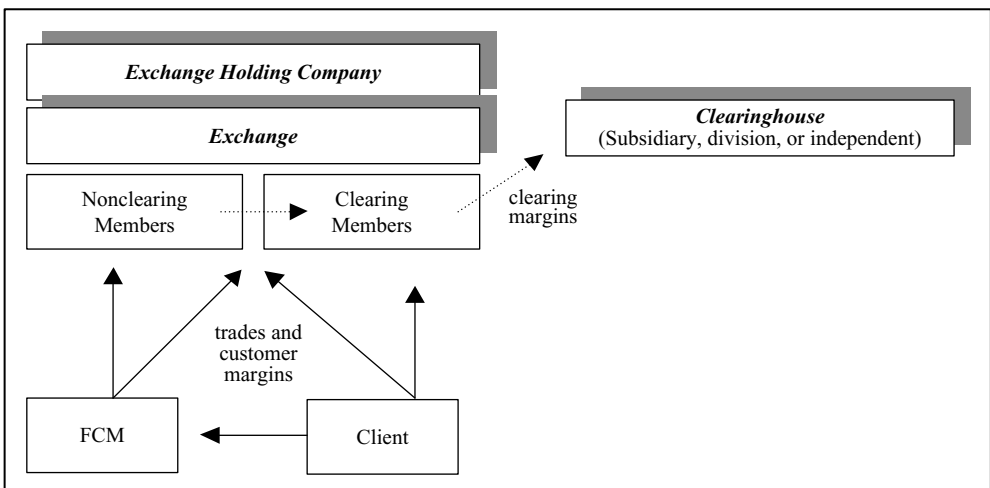 Exchange Holding Company
Exchange
Clearinghouse
(Subsidiary, division, or independent)
Nonclearing
Members
Clearing
Members
clearing
margins
trades and
customer
margins
FCM
Client